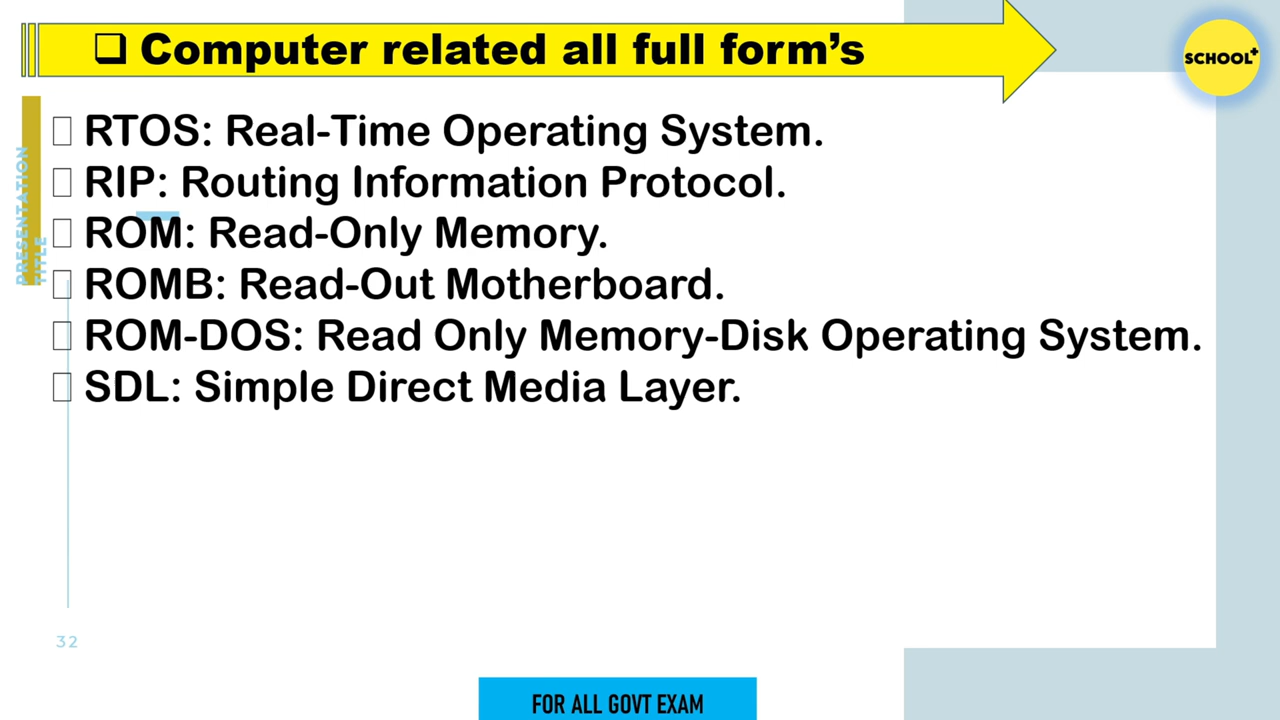 ❑ Computer related all full form’s
SCHOOL+
PRESENTATION
TITLE
RTOS: Real-Time Operating System.
RIP: Routing Information Protocol.
ROM: Read-Only Memory.
ROMB: Read-Out Motherboard.
ROM-DOS: Read Only Memory-Disk Operating System.
SDL: Simple Direct Media Layer.
32
FOR ALL GOVT EXAM